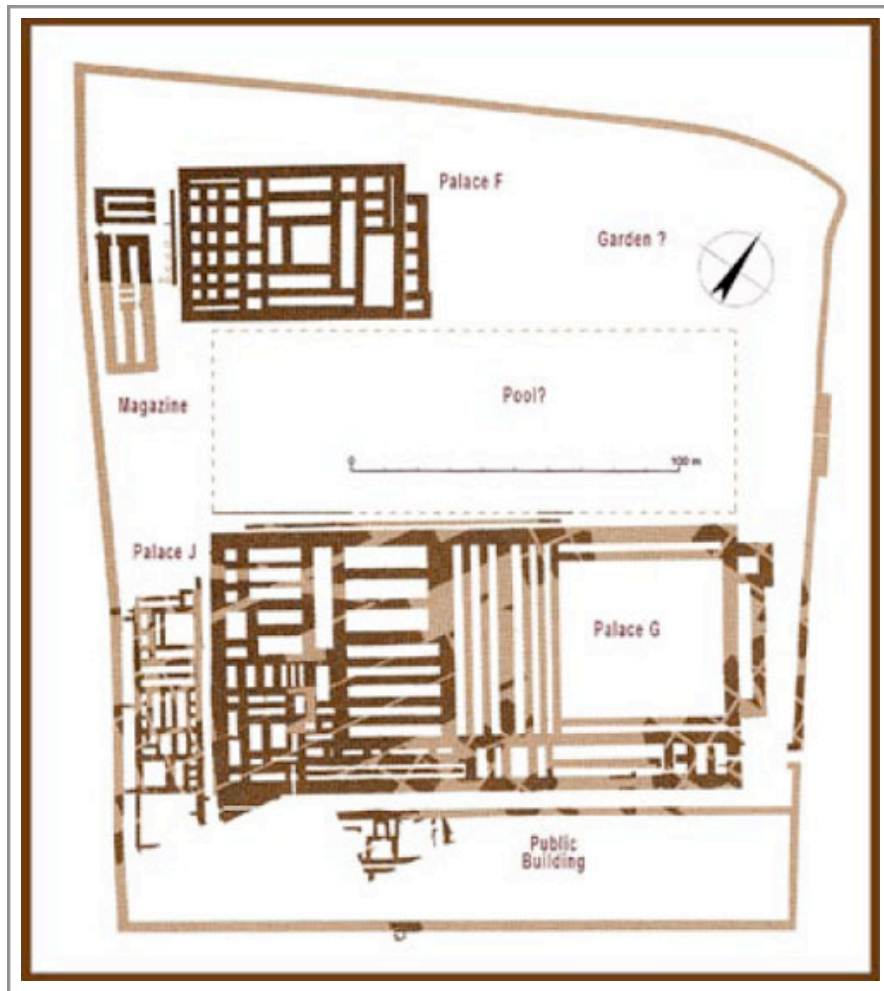 Palace F
Garden ?
Pool?
Magazine
0
100 m
Palace J
Palace G
Public
Building